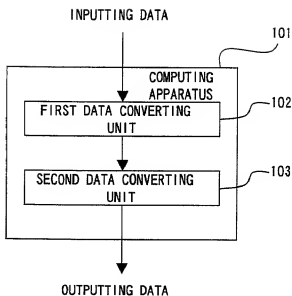 INPUTTING DATA
101
COMPUTING
APPARATUS
FIRST DATA CONVERTING
UNIT
102
SECOND DATA CONVERTING
UNIT
103
OUTPUTTING DATA